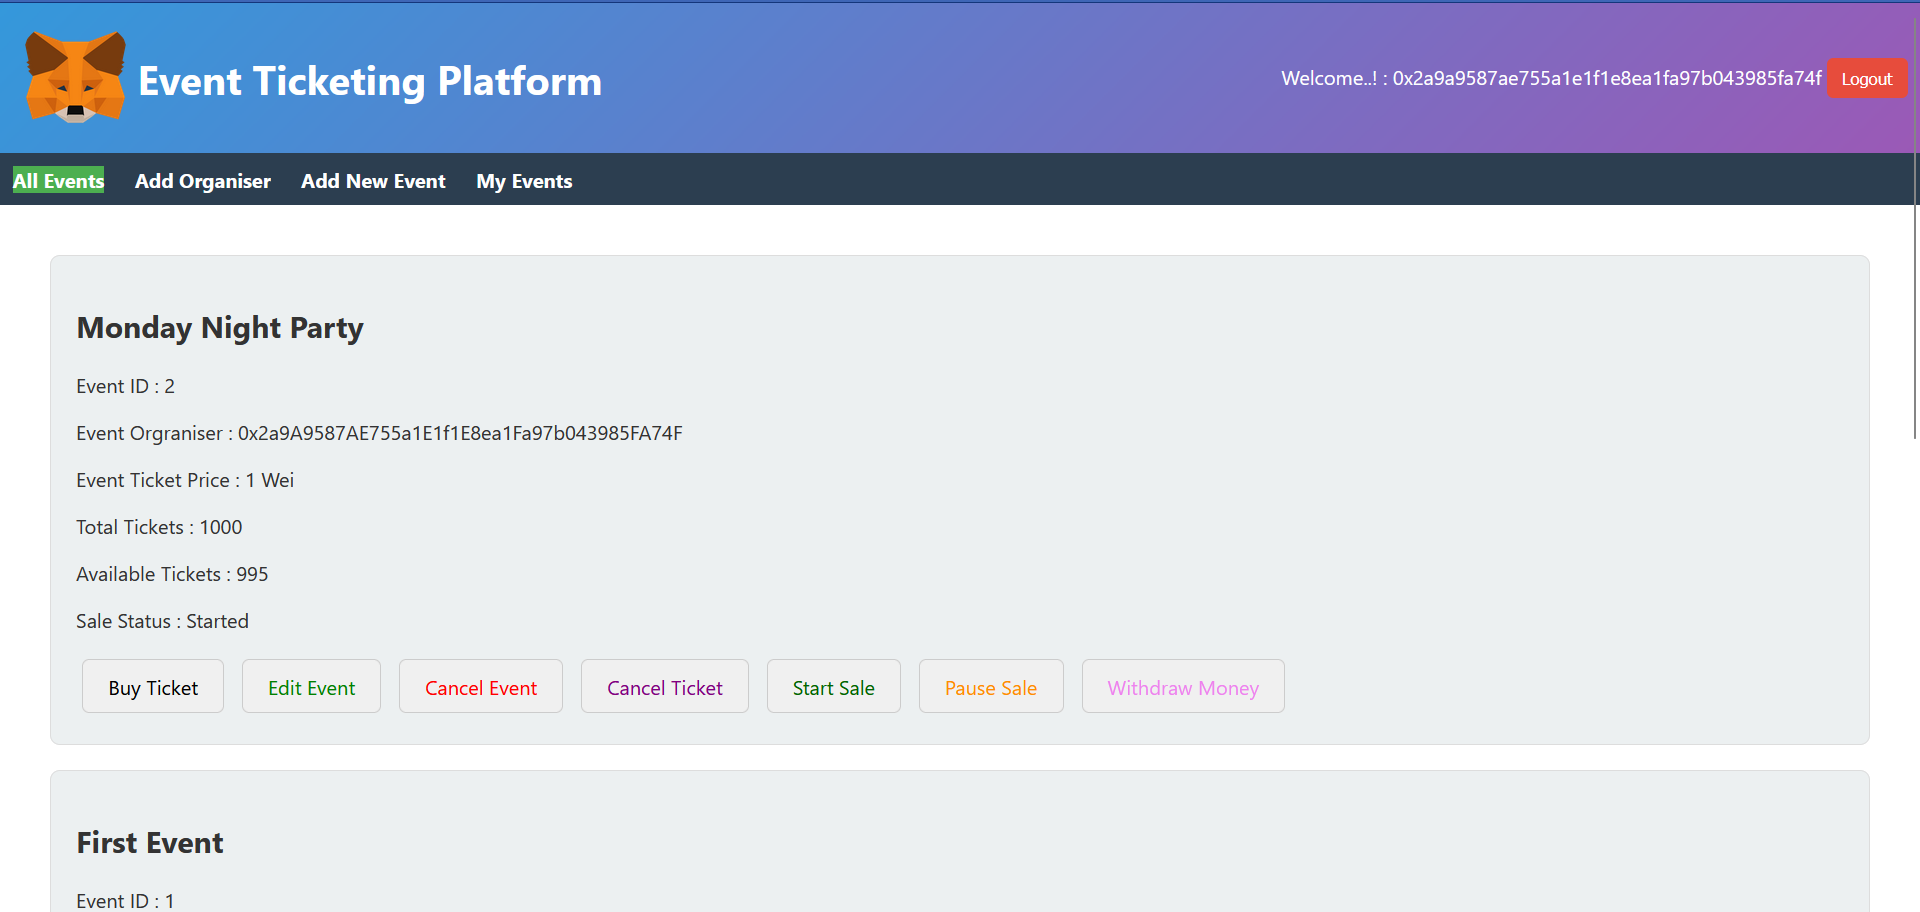 Event Ticketing Platform
Welcome..! : 0x2a9a9587ae755a1e1f1e8ea1fa97b043985fa74f Logout
All Events Add Organiser Add New Event My Events
Monday Night Party
Event ID : 2
Event Orgraniser : 0x2a9A9587AE755a1E1f1E8ea1Fa97b043985FA74F
Event Ticket Price : 1 Wei
Total Tickets : 1000
Available Tickets : 995
Sale Status : Started
Buy Ticket Edit Event Cancel Event Cancel Ticket Start Sale Pause Sale Withdraw Money
First Event
Event ID : 1